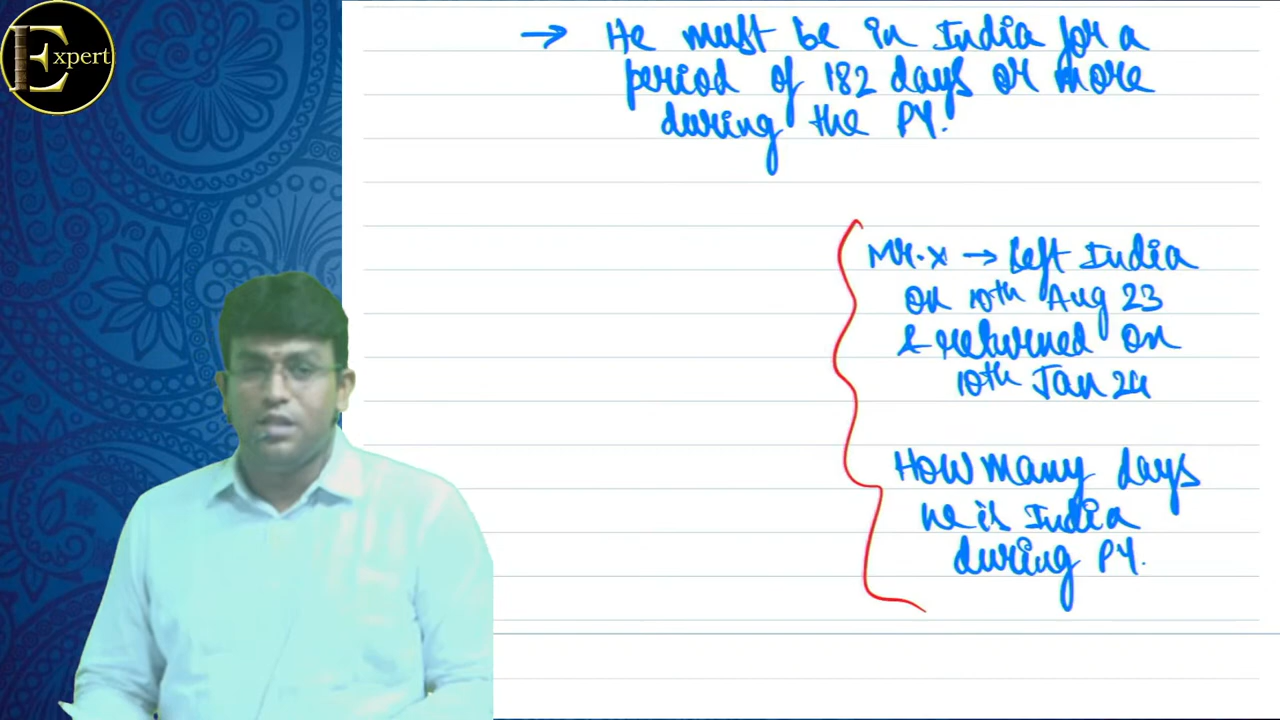 Expert
→ He must be in India for a
period of 182 days or more
during the PY.
Mr. X → Left India
on 10th Aug 23
& returned on
10th Jan 24
How many days
he is India
during PY.